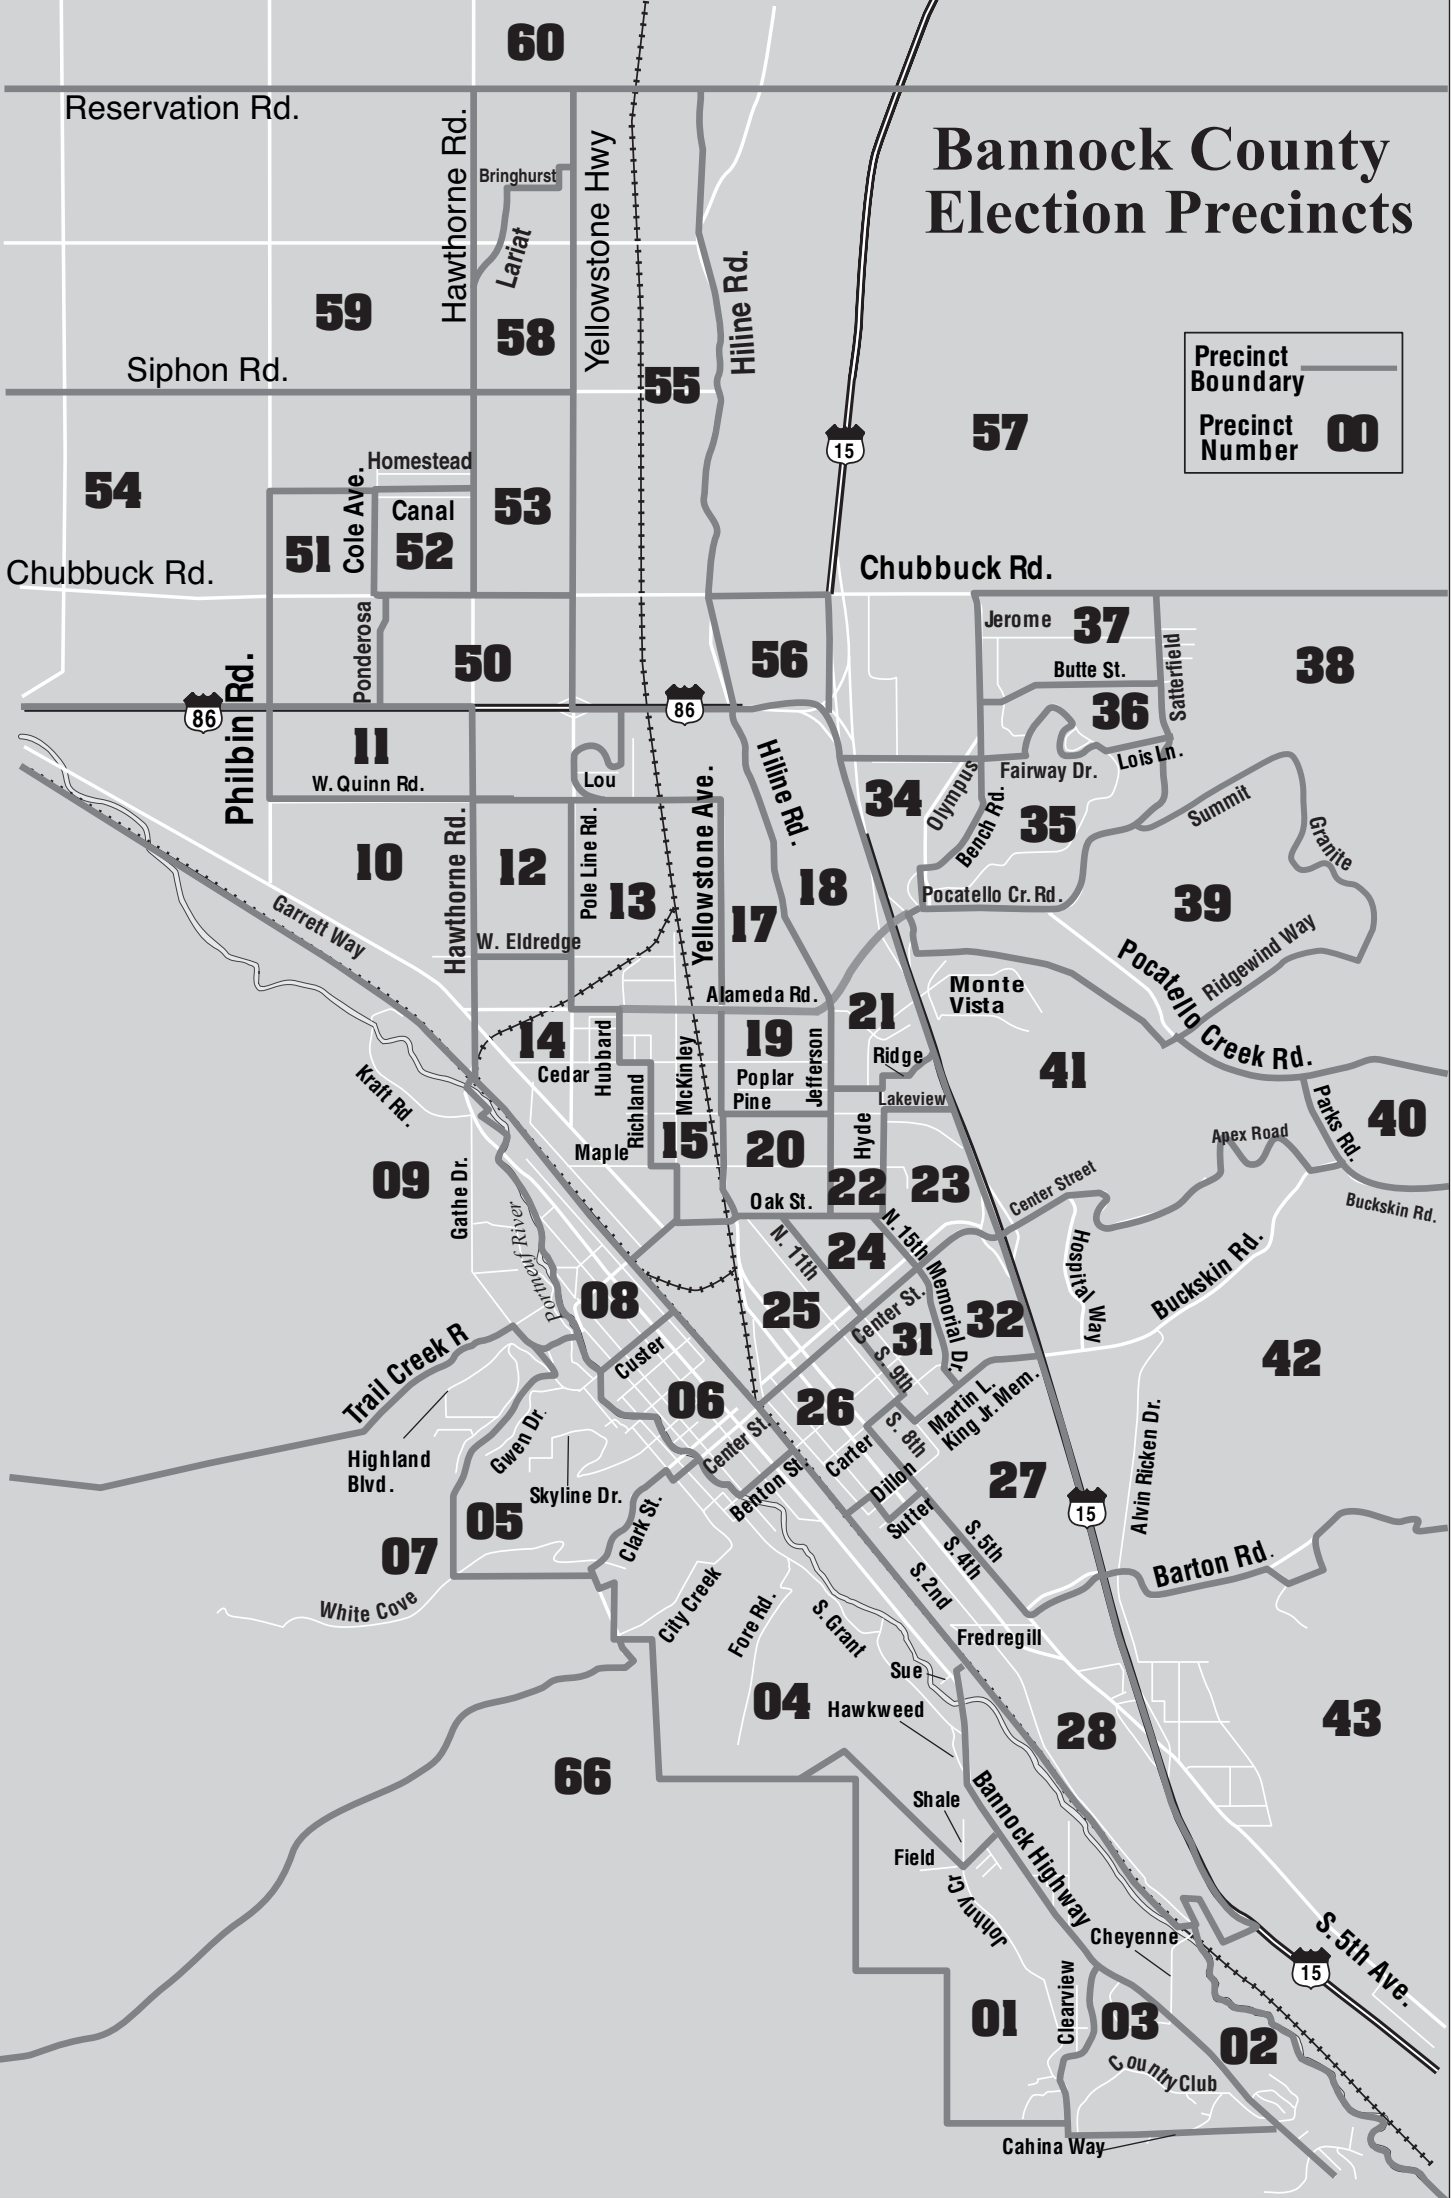 60
Reservation Rd.
Hawthorne Rd.
Bringhurst
Yellowstone Hwy
Bannock County
Election Precincts
Lariat
Hiline Rd.
59
58
Siphon Rd.
55
Precinct
Boundary
Precinct
Number
00
15
57
Homestead
54
Cole Ave.
Canal
53
51
52
Chubbuck Rd.
Chubbuck Rd.
Ponderosa
Jerome
37
50
56
Butte St.
Satterfield
38
Philbin Rd.
86
86
36
11
Hiline Rd.
Lois Ln.
W. Quinn Rd.
Lou
Fairway Dr.
Olympus
34
Bench Rd.
35
Summit
Granite
Hawthorne Rd.
Pole Line Rd.
Yellowstone Ave.
10
12
13
18
Pocatello Cr. Rd.
39
Garrett Way
17
W. Eldredge
Ridgewind Way
Pocatello Creek Rd.
Alameda Rd.
Monte
Vista
21
14
Hubbard
McKinley
19
Jefferson
Ridge
41
Cedar
Poplar
Kraft Rd.
Richland
Pine
Lakeview
Parks Rd.
40
Maple
15
20
Hyde
Apex Road
09
Gathe Dr.
22
23
Center Street
Oak St.
Buckskin Rd.
Portneuf River
N. 11th
24
N. 15th
Memorial Dr.
Hospital Way
Buckskin Rd.
08
25
Center St.
31
32
Trail Creek R
Custer
S. 9th
42
06
26
Martin L.
King Jr. Mem.
Highland
Blvd.
Gwen Dr.
Center St.
Carter
S. 8th
Alvin Ricken Dr.
Skyline Dr.
Benton St.
Dillon
27
05
Clark St.
Sutter
15
07
S. 5th
S. 4th
Barton Rd.
White Cove
City Creek
Fore Rd.
S. Grant
S. 2nd
Fredregill
Sue
04
Hawkweed
28
43
66
Shale
Bannock Highway
Field
Johnny Cr
Cheyenne
S. 5th Ave.
15
01
Clearview
03
02
Country Club
Cahina Way